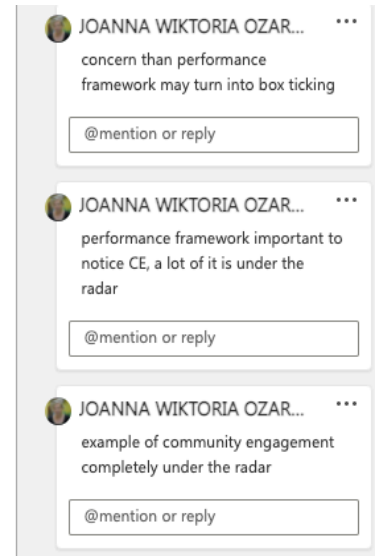 JOANNA WIKTORIA OZAR...
concern than performance
framework may turn into box ticking
@mention or reply
JOANNA WIKTORIA OZAR...
performance framework important to
notice CE, a lot of it is under the
radar
@mention or reply
JOANNA WIKTORIA OZAR...
example of community engagement
completely under the radar
@mention or reply